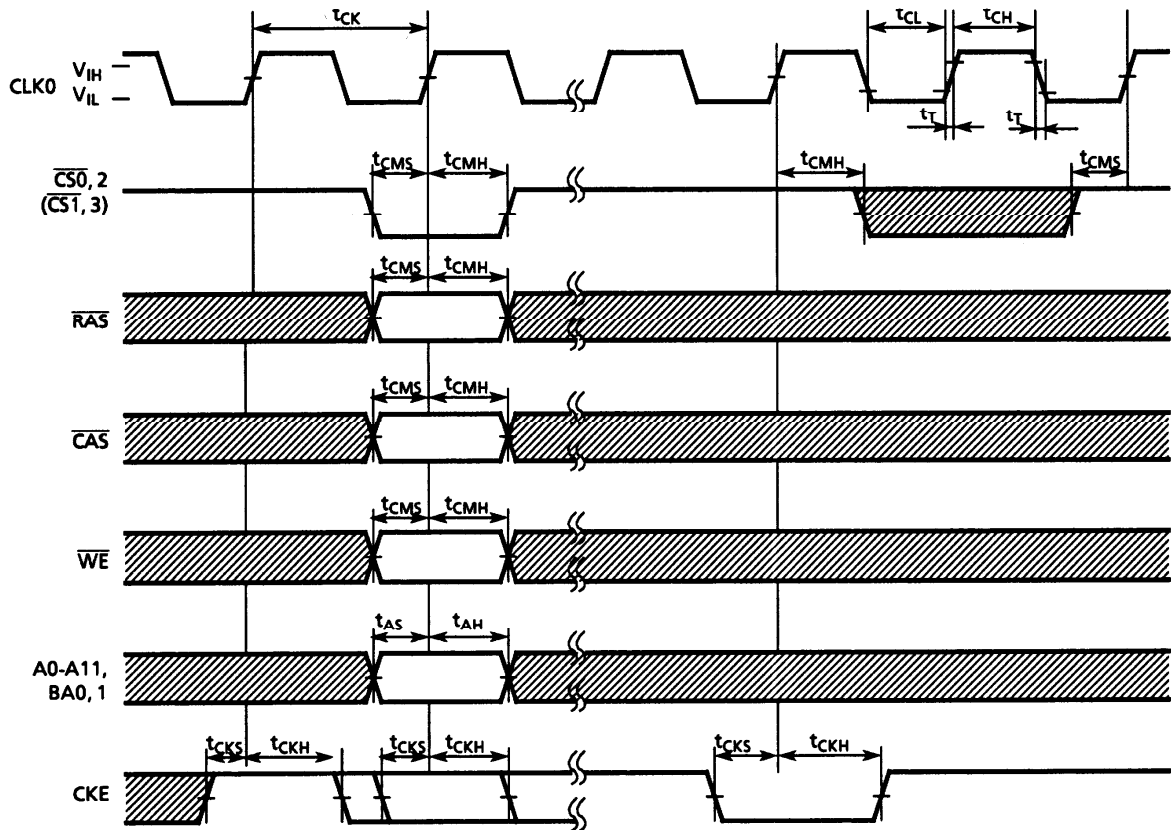 tCK tCL tCH
VIH
CLK0
VIL
tT tT
tCMS tCMH tCMH tCMS
CS0, 2
(CS1, 3)
tCMS tCMH
RAS
tCMS tCMH
CAS
tCMS tCMH
WE
tAS tAH
A0-A11,
BA0, 1
tCKS tCKH tCKS tCKH tCKS tCKH
CKE